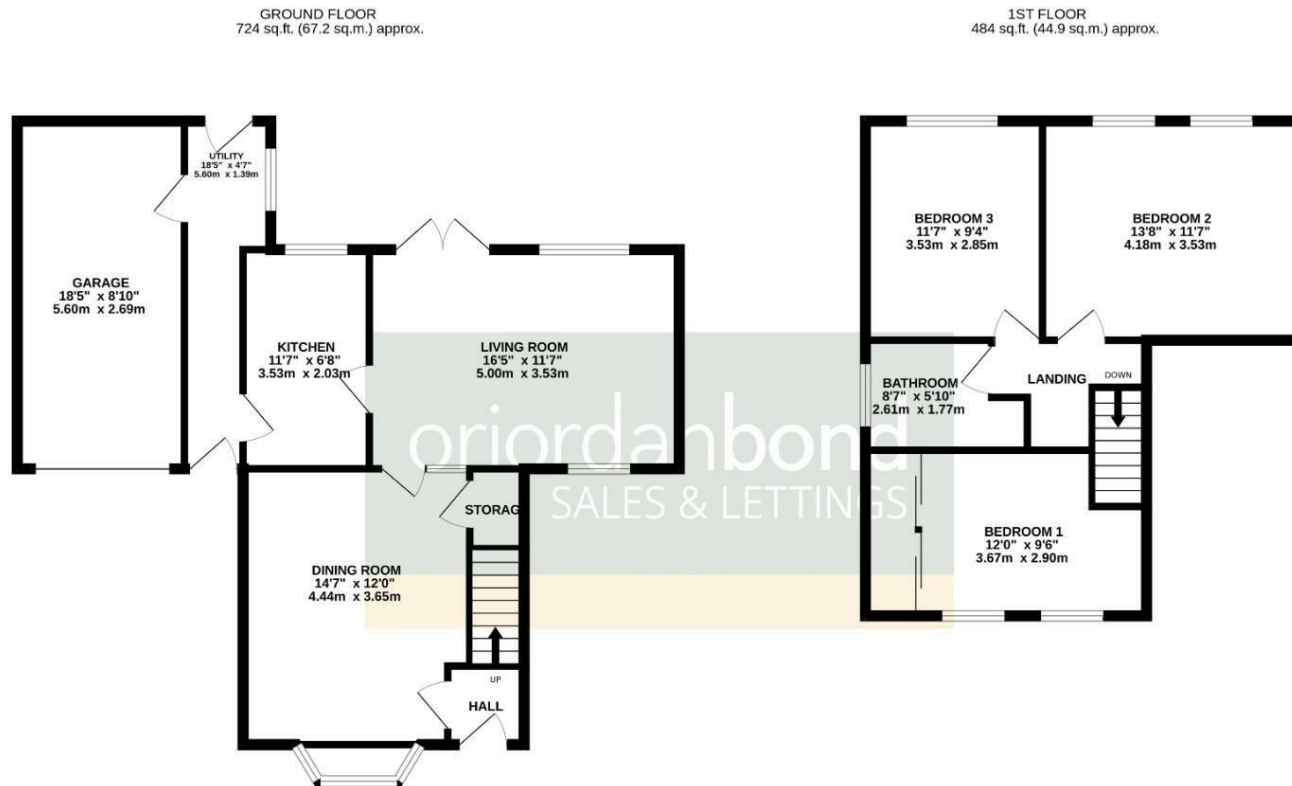 GROUND FLOOR
724 sq.ft. (67.2 sq.m.) approx.
1ST FLOOR
484 sq.ft. (44.9 sq.m.) approx.
UTILITY
18'5" x 4'7"
5.60m x 1.39m
GARAGE
18'5" x 8'10"
5.60m x 2.69m
KITCHEN
11'7" x 6'8"
3.53m x 2.03m
LIVING ROOM
16'5" x 11'7"
5.00m x 3.53m
STORAG
DINING ROOM
14'7" x 12'0"
4.44m x 3.65m
UP
HALL
BEDROOM 3
11'7" x 9'4"
3.53m x 2.85m
BEDROOM 2
13'8" x 11'7"
4.18m x 3.53m
BATHROOM
8'7" x 5'10"
2.61m x 1.77m
LANDING
DOWN
BEDROOM 1
12'0" x 9'6"
3.67m x 2.90m
oriordanbond
SALES & LETTINGS